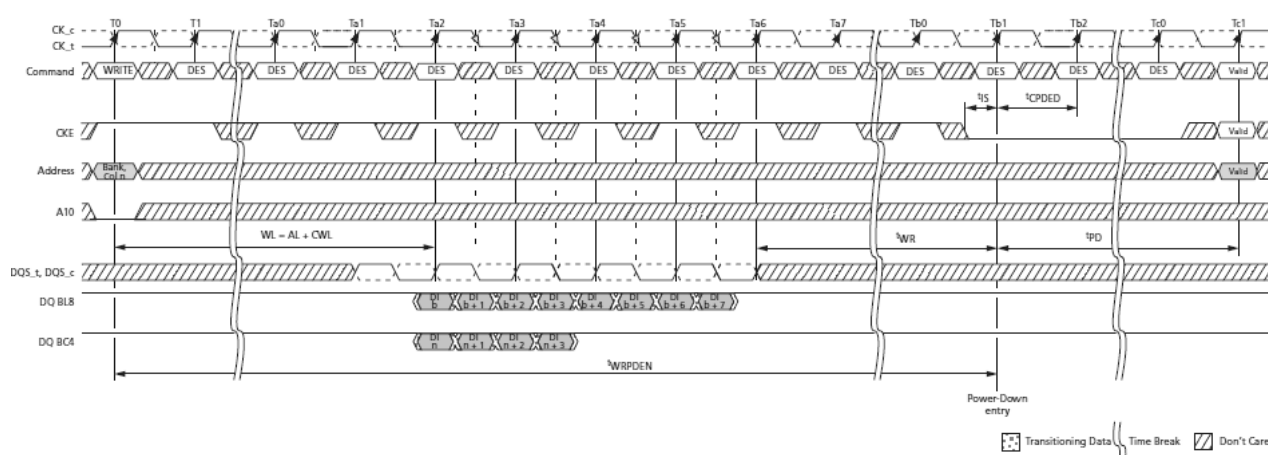 T0 T1 Ta0 Ta1 Ta2 Ta3 Ta4 Ta5 Ta6 Ta7 Tb0 Tb1 Tb2 Tc0 Tc1
CK_c
CK_t
Command WRITE DES DES DES DES DES DES DES DES DES DES DES DES DES Valid
tIS tCPDED
CKE Valid
Address Bank, Col n Valid
A10
WL = AL + CWL tWR tPD
DQS_t, DQS_c
DQ BL8 DI b DI b + 1 DI b + 2 DI b + 3 DI b + 4 DI b + 5 DI b + 6 DI b + 7
DQ BC4 DI n DI n + 1 DI n + 2 DI n + 3
tWRPDEN
Power-Down
entry
Transitioning Data Time Break Don't Care